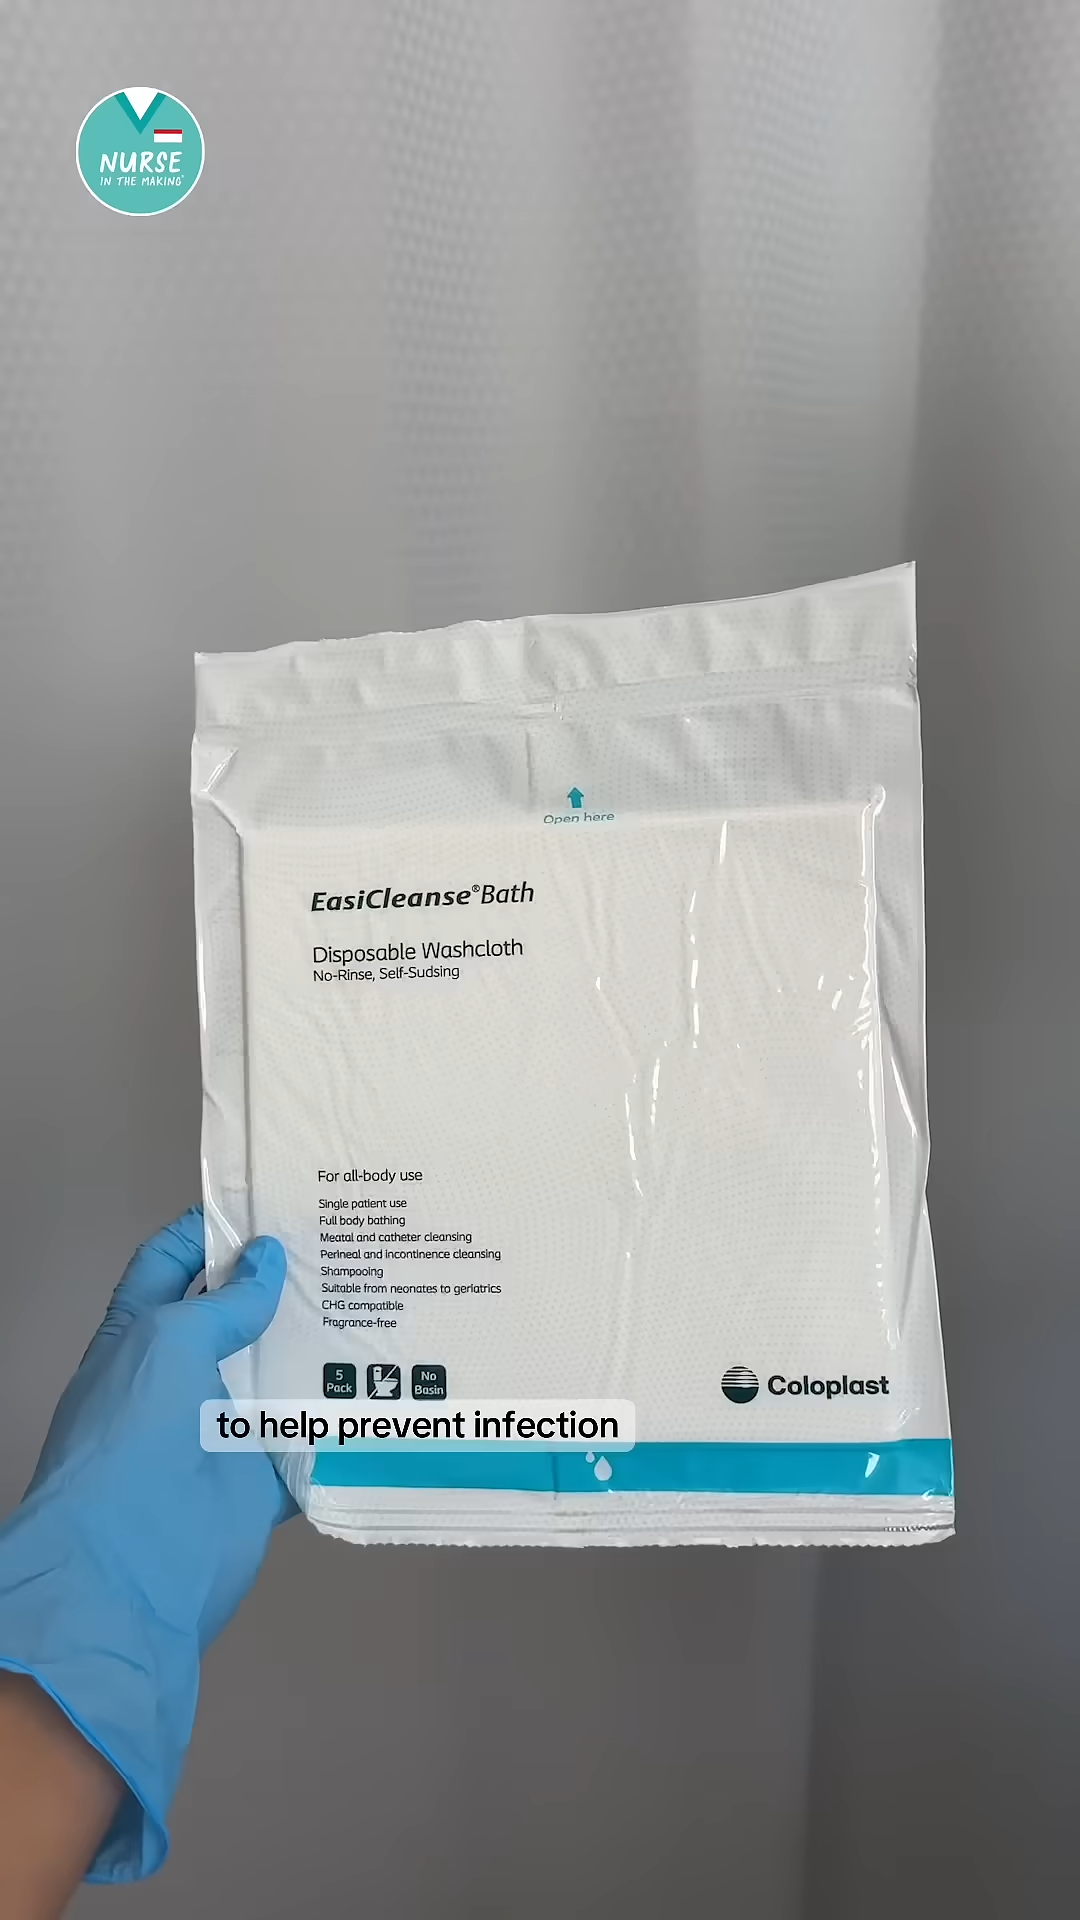 NURSE
IN THE MAKING
Open here
EasiCleanse® Bath
Disposable Washcloth
No-Rinse, Self-Sudsing
For all-body use
Single patient use
Full body bathing
Meatal and catheter cleansing
Perineal and incontinence cleansing
Shampooing
Suitable from neonates to geriatrics
CHG compatible
Fragrance-free
5 Pack
No Basin
Coloplast
to help prevent infection